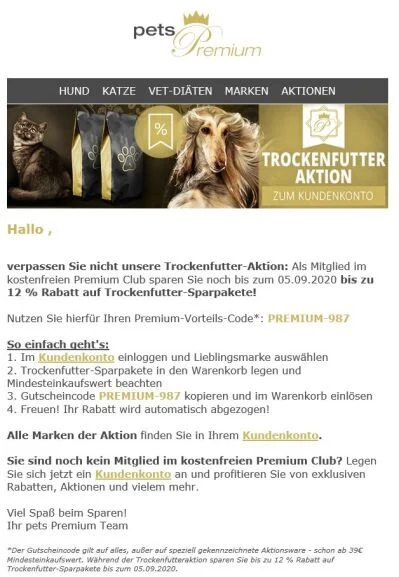 pets Premium
HUND KATZE VET-DIÄTEN MARKEN AKTIONEN
%
P
TROCKENFUTTER
AKTION
ZUM KUNDENKONTO
Hallo ,
verpassen Sie nicht unsere Trockenfutter-Aktion: Als Mitglied im
kostenfreien Premium Club sparen Sie noch bis zum 05.09.2020 bis zu
12 % Rabatt auf Trockenfutter-Sparpakete!
Nutzen Sie hierfür Ihren Premium-Vorteils-Code*: PREMIUM-987
So einfach geht's:
1. Im Kundenkonto einloggen und Lieblingsmarke auswählen
2. Trockenfutter-Sparpakete in den Warenkorb legen und
Mindesteinkaufswert beachten
3. Gutscheincode PREMIUM-987 kopieren und im Warenkorb einlösen
4. Freuen! Ihr Rabatt wird automatisch abgezogen!
Alle Marken der Aktion finden Sie in Ihrem Kundenkonto.
Sie sind noch kein Mitglied im kostenfreien Premium Club? Legen
Sie sich jetzt ein Kundenkonto an und profitieren Sie von exklusiven
Rabatten, Aktionen und vielem mehr.
Viel Spaß beim Sparen!
Ihr pets Premium Team
*Der Gutscheincode gilt auf alles, außer auf speziell gekennzeichnete Aktionsware - schon ab 39€
Mindesteinkaufswert. Während der Trockenfutteraktion sparen Sie bis zu 12 % Rabatt auf
Trockenfutter-Sparpakete bis zum 05.09.2020.